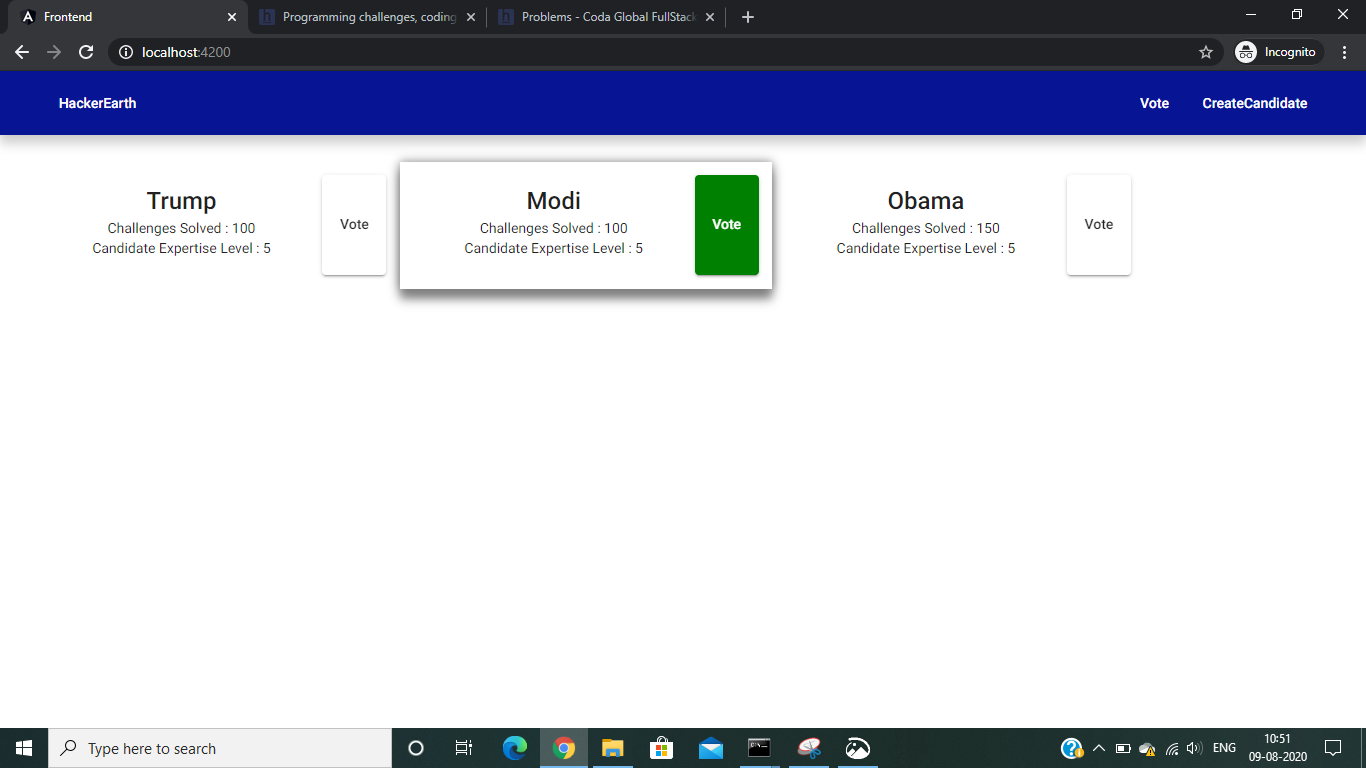 Frontend
Programming challenges, coding
Problems - Coda Global FullStack
localhost:4200
Incognito
HackerEarth
Vote
CreateCandidate
Trump
Challenges Solved : 100
Candidate Expertise Level : 5
Vote
Modi
Challenges Solved : 100
Candidate Expertise Level : 5
Vote
Obama
Challenges Solved : 150
Candidate Expertise Level : 5
Vote
Type here to search
ENG
10:51
09-08-2020